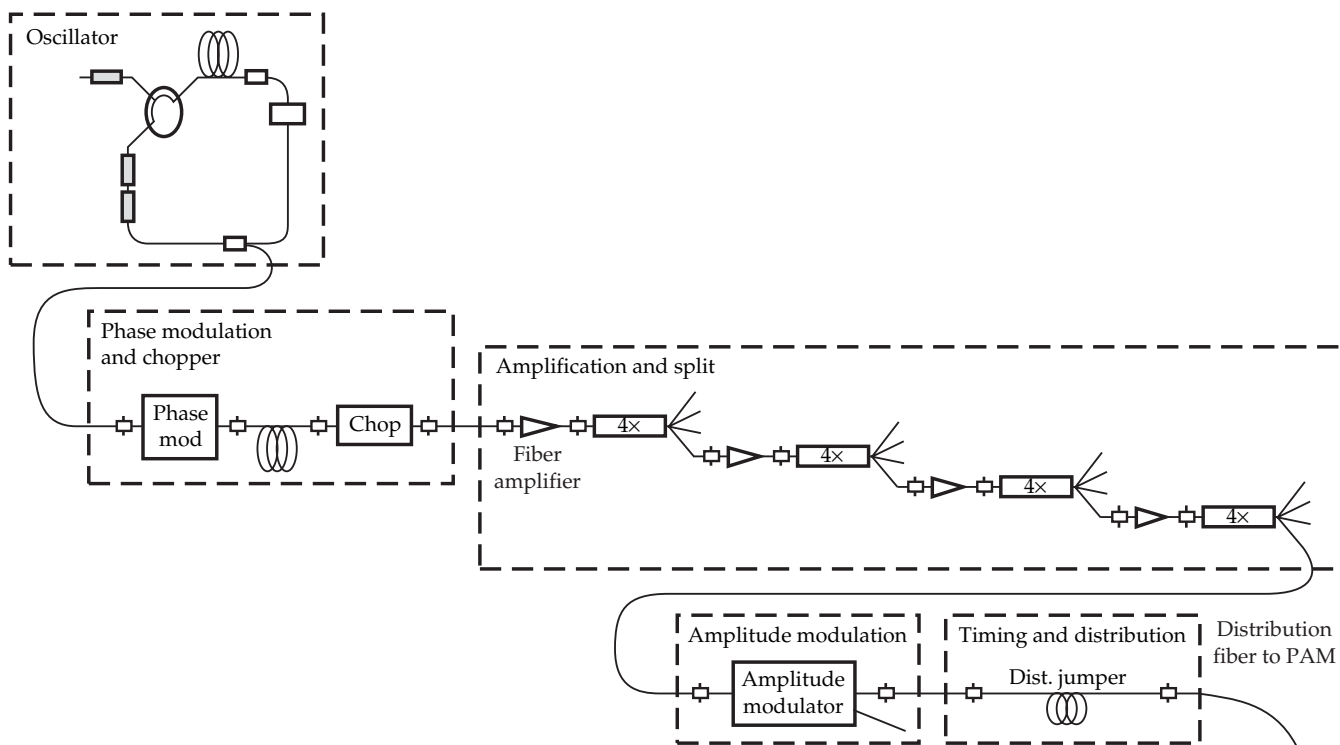 Oscillator
Phase modulation
and chopper
Phase
mod
Chop
Amplification and split
Fiber
amplifier
4×
4×
4×
4×
Amplitude modulation
Amplitude
modulator
Timing and distribution
Dist. jumper
Distribution
fiber to PAM